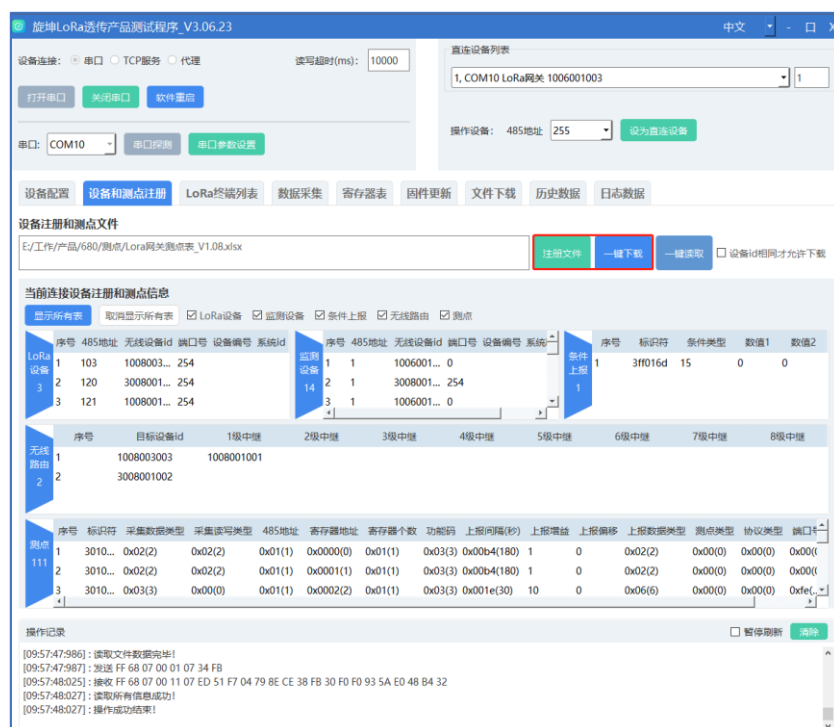 旋坤LoRa透传产品测试程序_V3.06.23 中文 - 口 X
设备连接： 串口 TCP服务 代理 读写超时(ms): 10000
直连设备列表
1, COM10 LoRa网关 1006001003 1
打开串口 关闭串口 软件重启
操作设备： 485地址 255 设为直连设备
串口: COM10 串口探测 串口参数设置
设备配置 设备和测点注册 LoRa终端列表 数据采集 寄存器表 固件更新 文件下载 历史数据 日志数据
设备注册和测点文件
E:/工作/产品/680/测点/Lora网关测点表_V1.08.xlsx 注册文件 一键下载 一键读取 设备id相同才允许下载
当前连接设备注册和测点信息
显示所有表 取消显示所有表 LoRa设备 监测设备 条件上报 无线路由 测点
LoRa设备 3
序号 485地址 无线设备id 端口号 设备编号 系统id
1 103 1008003... 254
2 120 3008001... 254
3 121 1008001... 254
监测设备 14
序号 485地址 无线设备id 端口号 设备编号
1 1 1006001... 0
2 1 3008001... 254
3 1 1006001... 0
条件上报 1
序号 标识符 条件类型 数值1 数值2
1 3ff016d 15 0 0
无线路由 2
序号 目标设备id 1级中继 2级中继 3级中继 4级中继 5级中继 6级中继 7级中继 8级中继
1 1008003003 1008001001
2 3008001002
测点 111
序号 标识符 采集数据类型 采集读写类型 485地址 寄存器地址 寄存器个数 功能码 上报间隔(秒) 上报增益 上报偏移 上报数据类型 测点类型 协议类型 端口号
1 3010... 0x02(2) 0x02(2) 0x01(1) 0x0000(0) 0x01(1) 0x03(3) 0x00b4(180) 1 0 0x02(2) 0x00(0) 0x00(0) 0x00(
2 3010... 0x02(2) 0x02(2) 0x01(1) 0x0001(1) 0x01(1) 0x03(3) 0x00b4(180) 1 0 0x02(2) 0x00(0) 0x00(0) 0x00(
3 3010... 0x03(3) 0x00(0) 0x01(1) 0x0002(2) 0x01(1) 0x03(3) 0x001e(30) 10 0 0x06(6) 0x00(0) 0x00(0) 0xfe(...
操作记录 暂停刷新 清除
[09:57:47:986] : 读取文件数据完毕!
[09:57:47:987] : 发送 FF 68 07 00 01 07 34 FB
[09:57:48:025] : 接收 FF 68 07 00 11 07 ED 51 F7 04 79 8E CE 38 FB 30 F0 F0 93 5A E0 48 B4 32
[09:57:48:027] : 读取所有信息成功!
[09:57:48:027] : 操作成功结束!